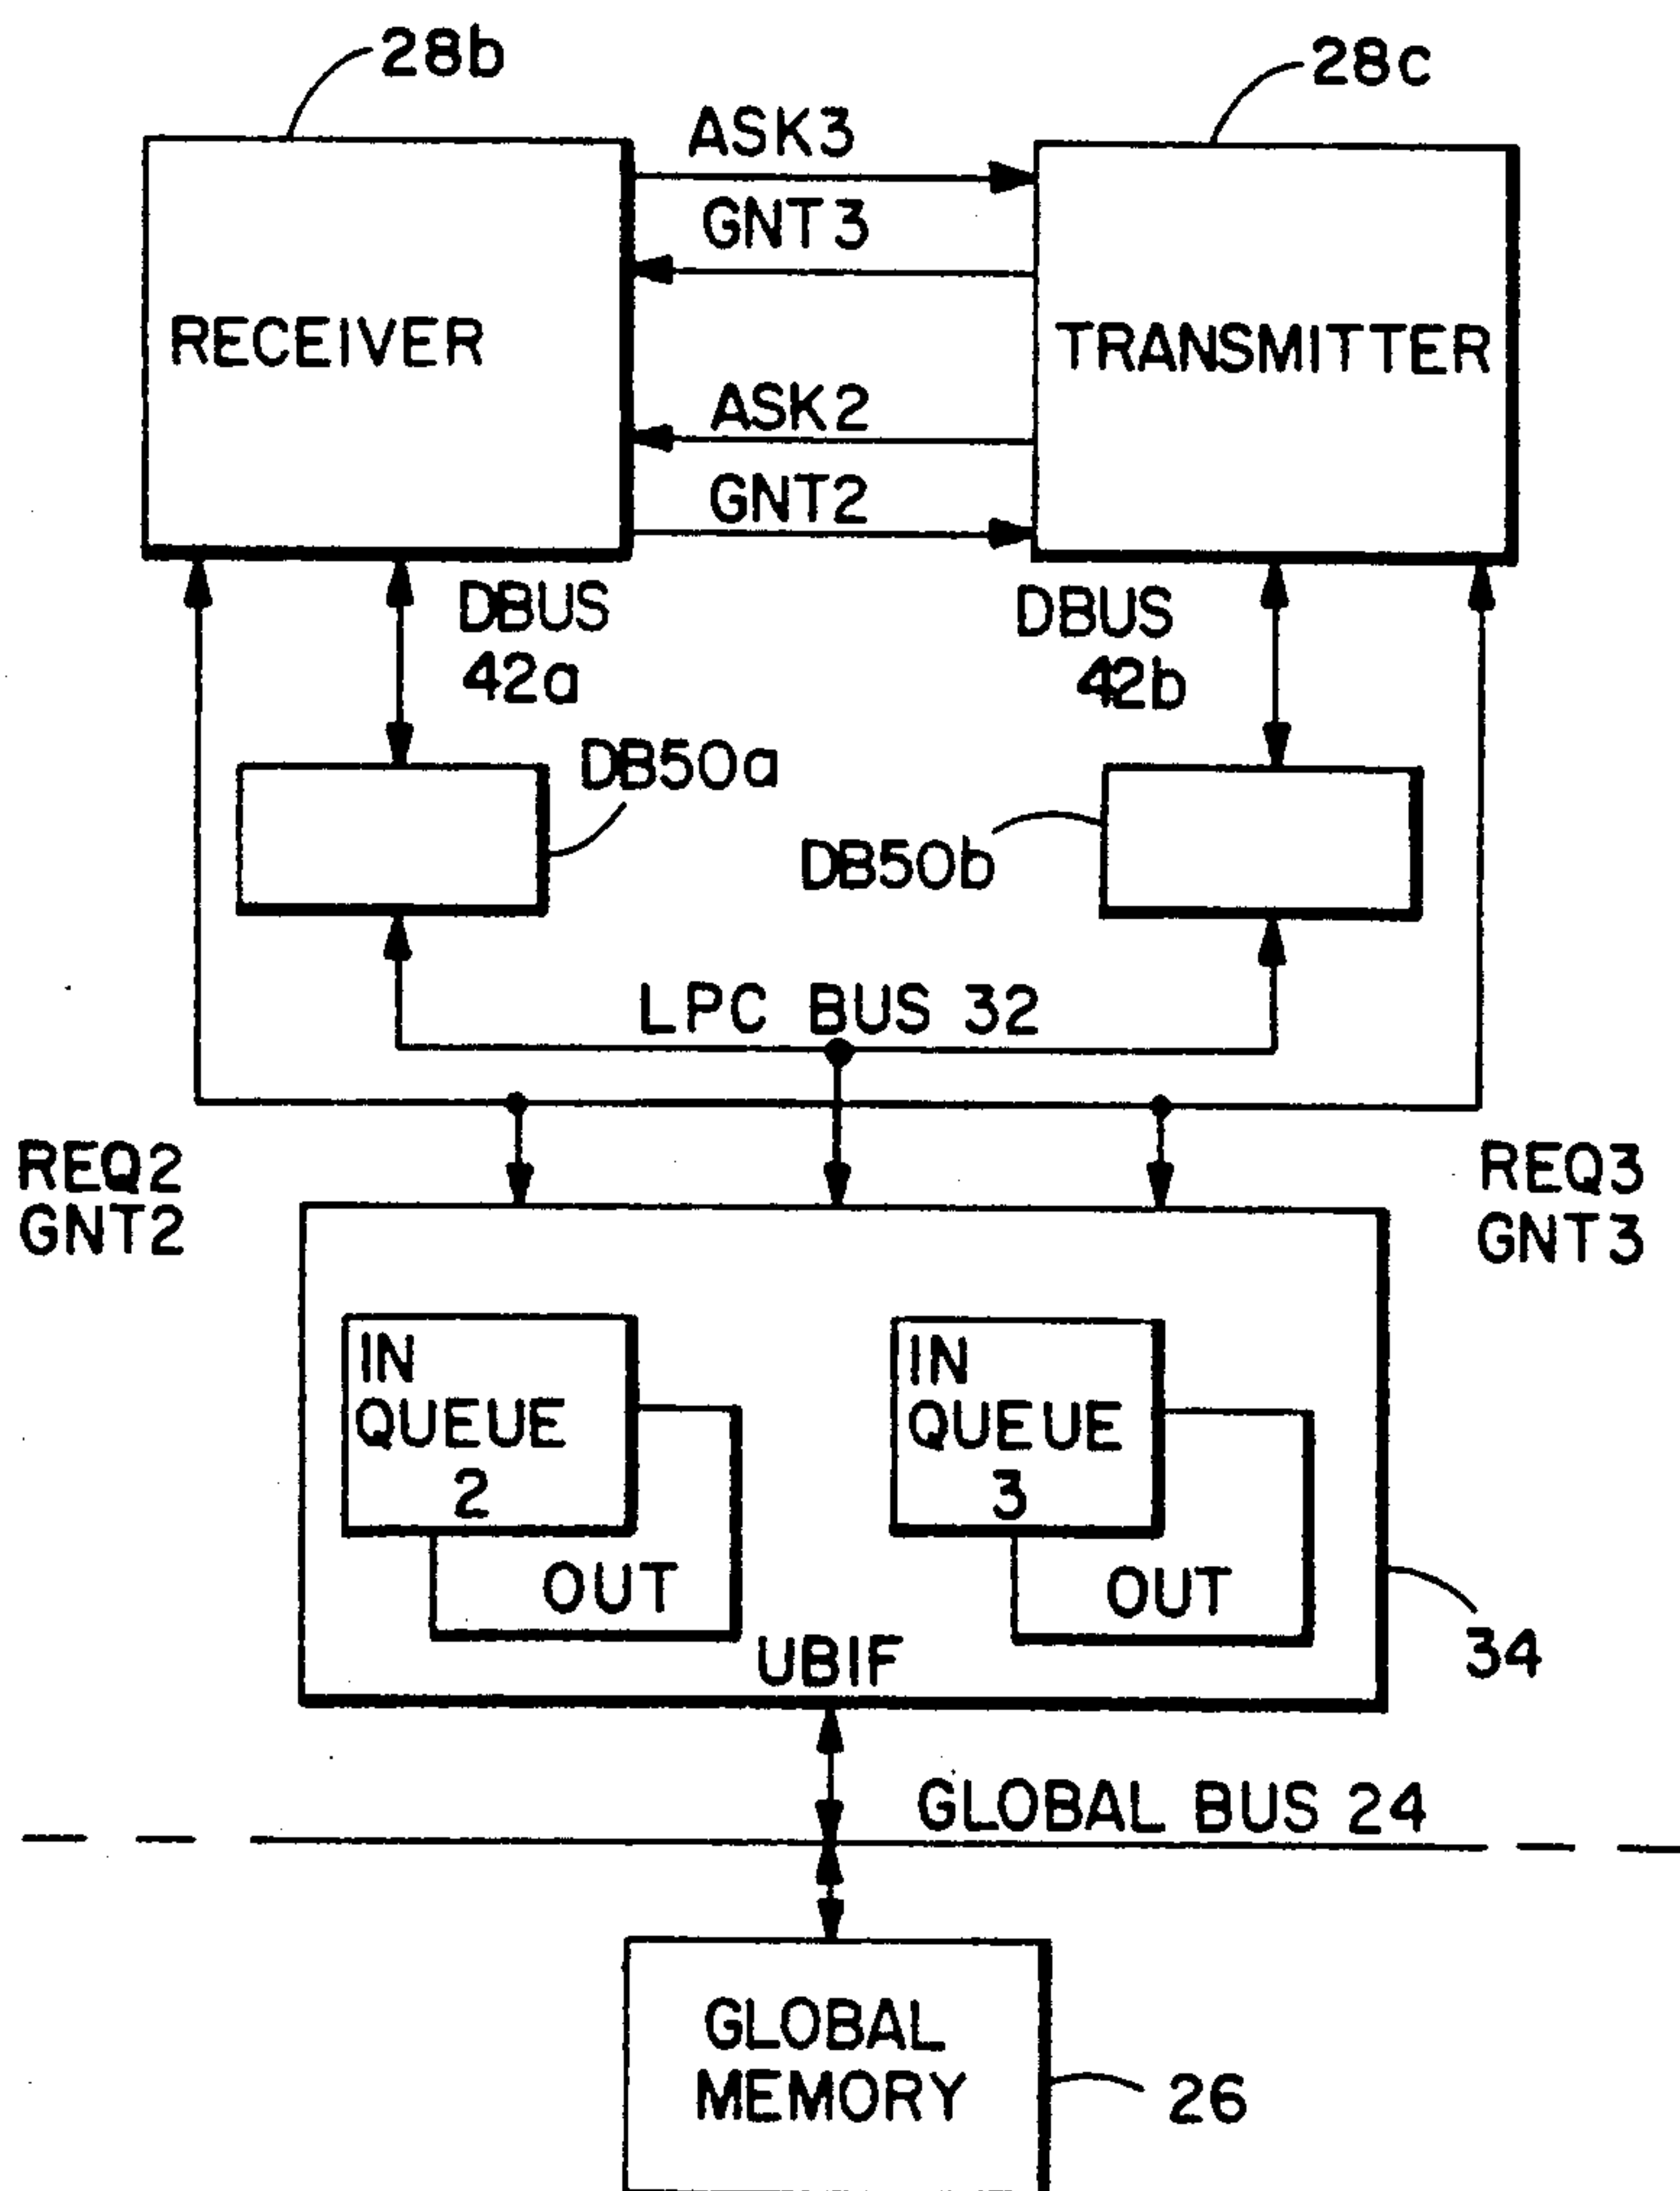 28b
28c
ASK3
GNT3
RECEIVER
TRANSMITTER
ASK2
GNT2
DBUS
42a
DBUS
42b
DB50a
DB50b
LPC BUS 32
REQ2
GNT2
REQ3
GNT3
IN
QUEUE
2
OUT
IN
QUEUE
3
OUT
UBIF
34
GLOBAL BUS 24
GLOBAL
MEMORY
26